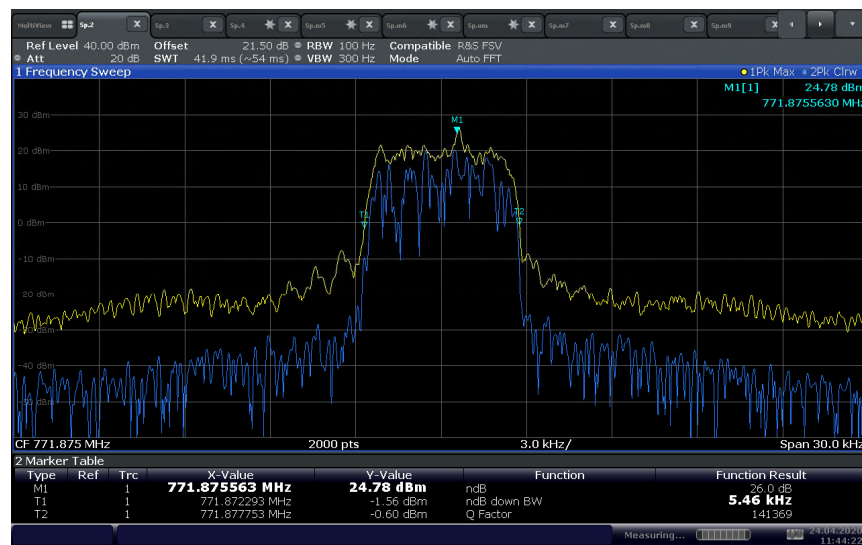 MultiView Sp.2 X Sp.3 X Sp.4 X Sp.m5 X Sp.m6 X X Sp.m7 X Sp.m8 X Sp.m9 X
Ref Level 40.00 dBm Offset 21.50 dB RBW 100 Hz Compatible R&S FSV
Att 20 dB SWT 41.9 ms (~54 ms) VBW 300 Hz Mode Auto FFT
1 Frequency Sweep 1Pk Max 2Pk Clrw
M1[1] 24.78 dBm
771.8755630 MHz
30 dBm
M1
20 dBm
10 dBm
T1 T2
0 dBm
-10 dBm
20 dBm
-40 dBm
CF 771.875 MHz 2000 pts 3.0 kHz/ Span 30.0 kHz
2 Marker Table
Type Ref Trc X-Value Y-Value Function Function Result
M1 1 771.875563 MHz 24.78 dBm ndB 26.0 dB
T1 1 771.872293 MHz -1.56 dBm ndB down BW 5.46 kHz
T2 1 771.877753 MHz -0.60 dBm Q Factor 141369
Measuring... 24.04.2020
11:44:22